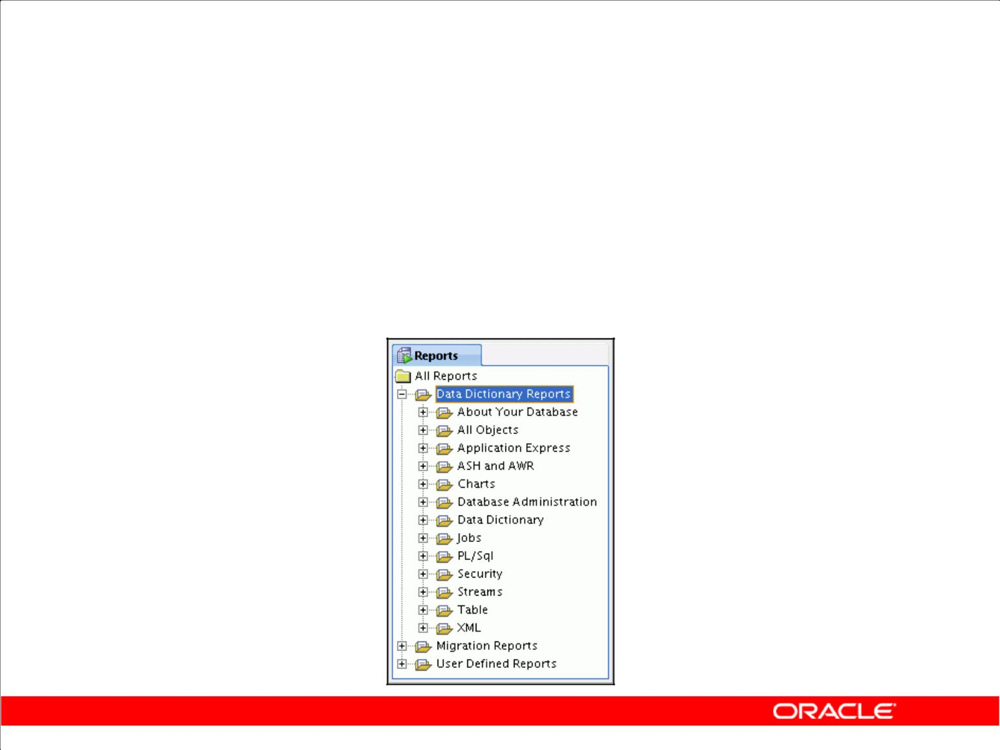 Reports
All Reports
Data Dictionary Reports
About Your Database
All Objects
Application Express
ASH and AWR
Charts
Database Administration
Data Dictionary
Jobs
PL/Sql
Security
Streams
Table
XML
Migration Reports
User Defined Reports
ORACLE